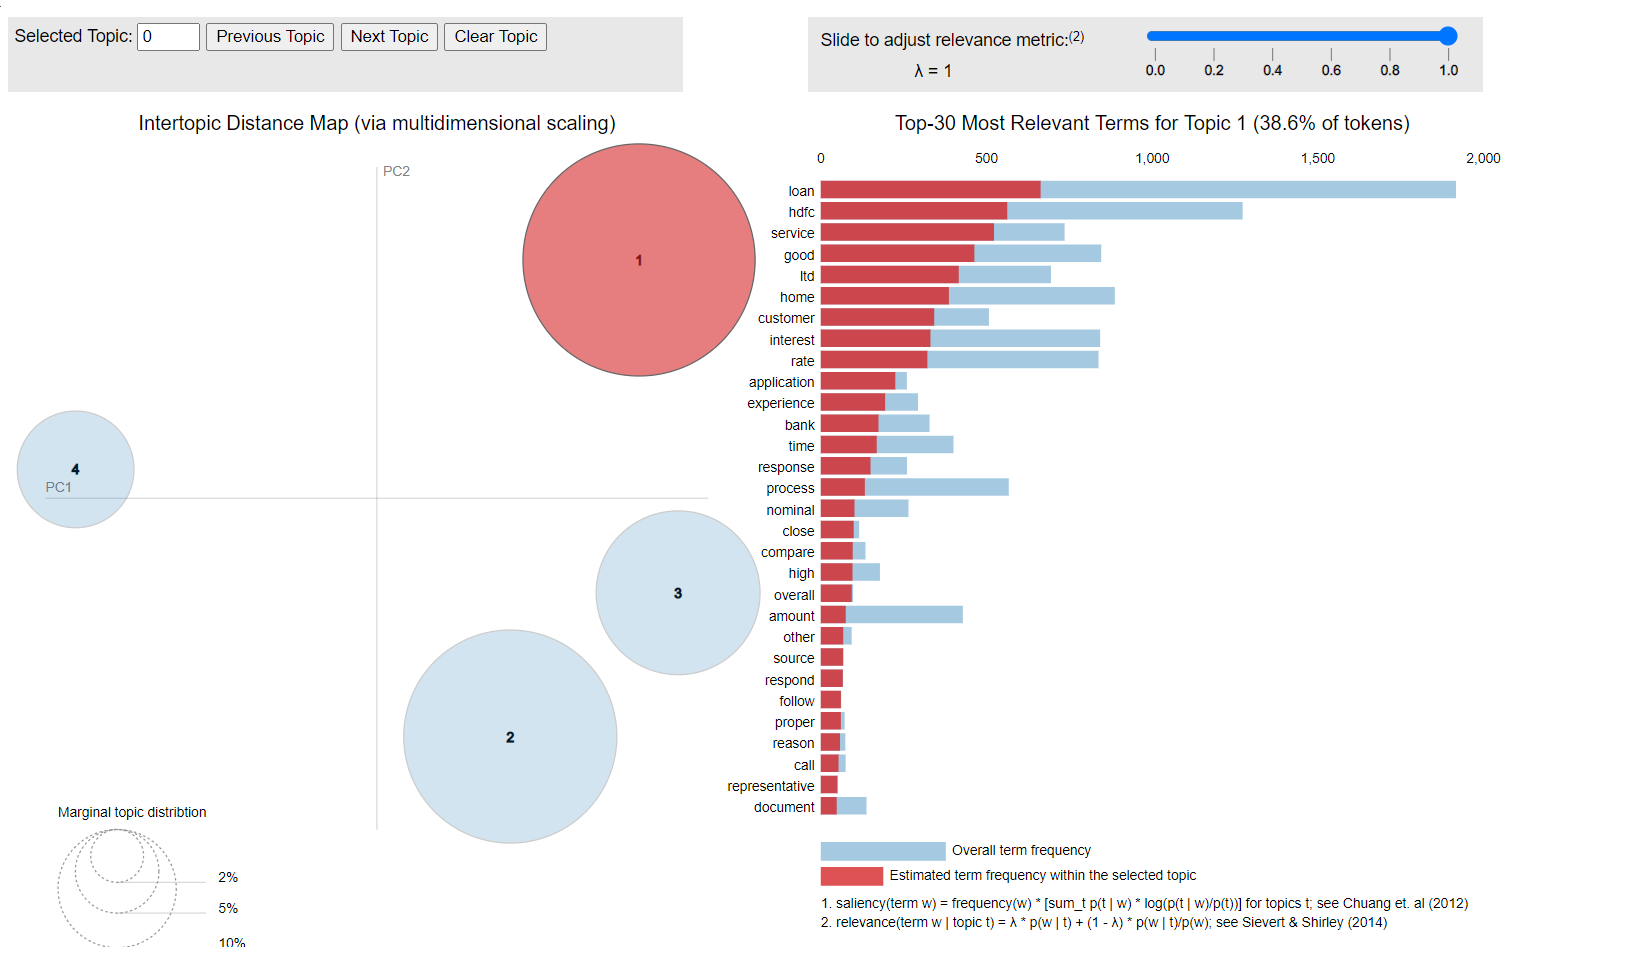 Selected Topic: 0 Previous Topic Next Topic Clear Topic
Slide to adjust relevance metric:(2)
λ = 1
0.0 0.2 0.4 0.6 0.8 1.0
Intertopic Distance Map (via multidimensional scaling)
PC2
1
4
PC1
3
2
Marginal topic distribtion
2%
5%
10%
Top-30 Most Relevant Terms for Topic 1 (38.6% of tokens)
0 500 1,000 1,500 2,000
loan
hdfc
service
good
ltd
home
customer
interest
rate
application
experience
bank
time
response
process
nominal
close
compare
high
overall
amount
other
source
respond
follow
proper
reason
call
representative
document
Overall term frequency
Estimated term frequency within the selected topic
1. saliency(term w) = frequency(w) * [sum_t p(t | w) * log(p(t | w)/p(t))] for topics t; see Chuang et. al (2012)
2. relevance(term w | topic t) = λ * p(w | t) + (1 - λ) * p(w | t)/p(w); see Sievert & Shirley (2014)